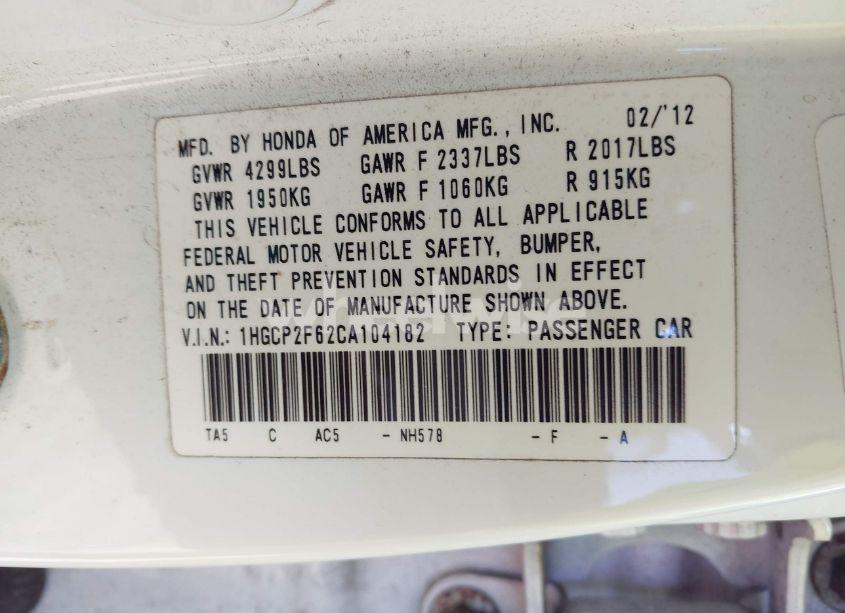 MFD. BY HONDA OF AMERICA MFG., INC. 02/'12
GVWR 4299LBS GAWR F 2337LBS R 2017LBS
GVWR 1950KG GAWR F 1060KG R 915KG
THIS VEHICLE CONFORMS TO ALL APPLICABLE
FEDERAL MOTOR VEHICLE SAFETY, BUMPER,
AND THEFT PREVENTION STANDARDS IN EFFECT
ON THE DATE OF MANUFACTURE SHOWN ABOVE.
V.I.N.: 1HGCP2F62CA104182 TYPE: PASSENGER CAR
TA5 C AC5 - NH578 - F - A